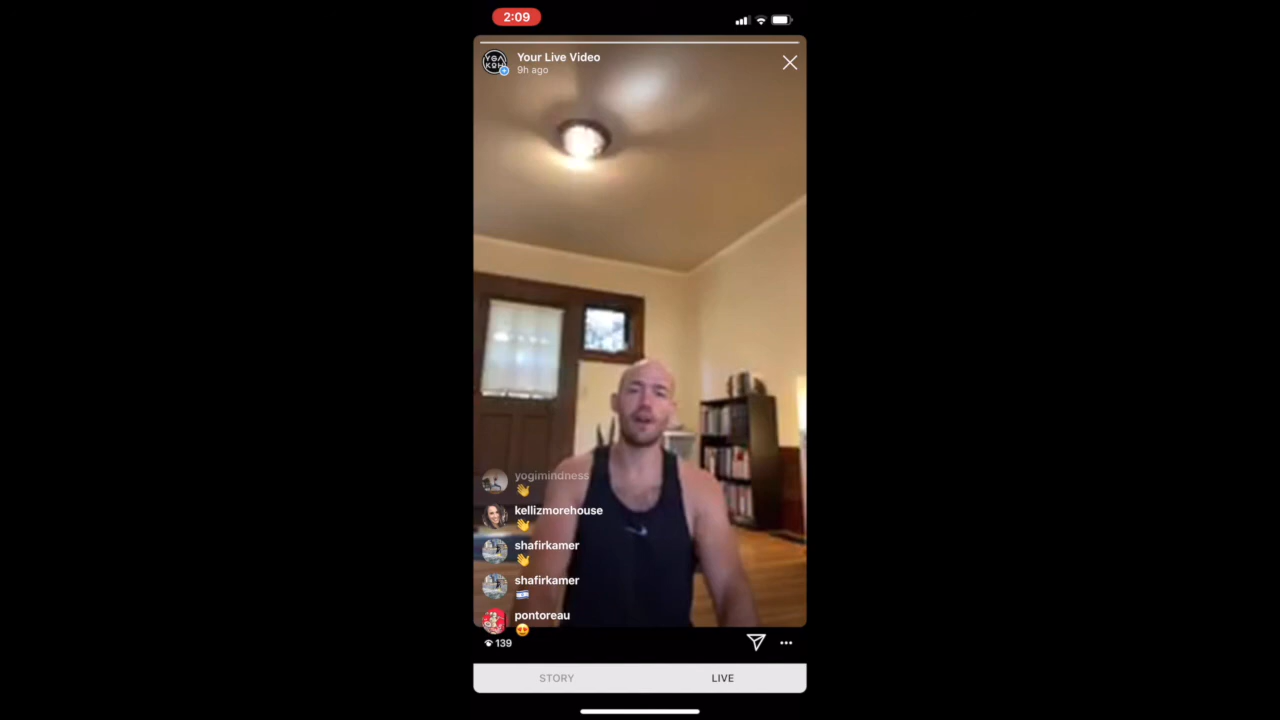 2:09
Your Live Video
9h ago
yogimindness
👋
kellizmorehouse
👋
shafirkamer
👋
shafirkamer
🇮🇱
pontoreau
😍
139
STORY
LIVE